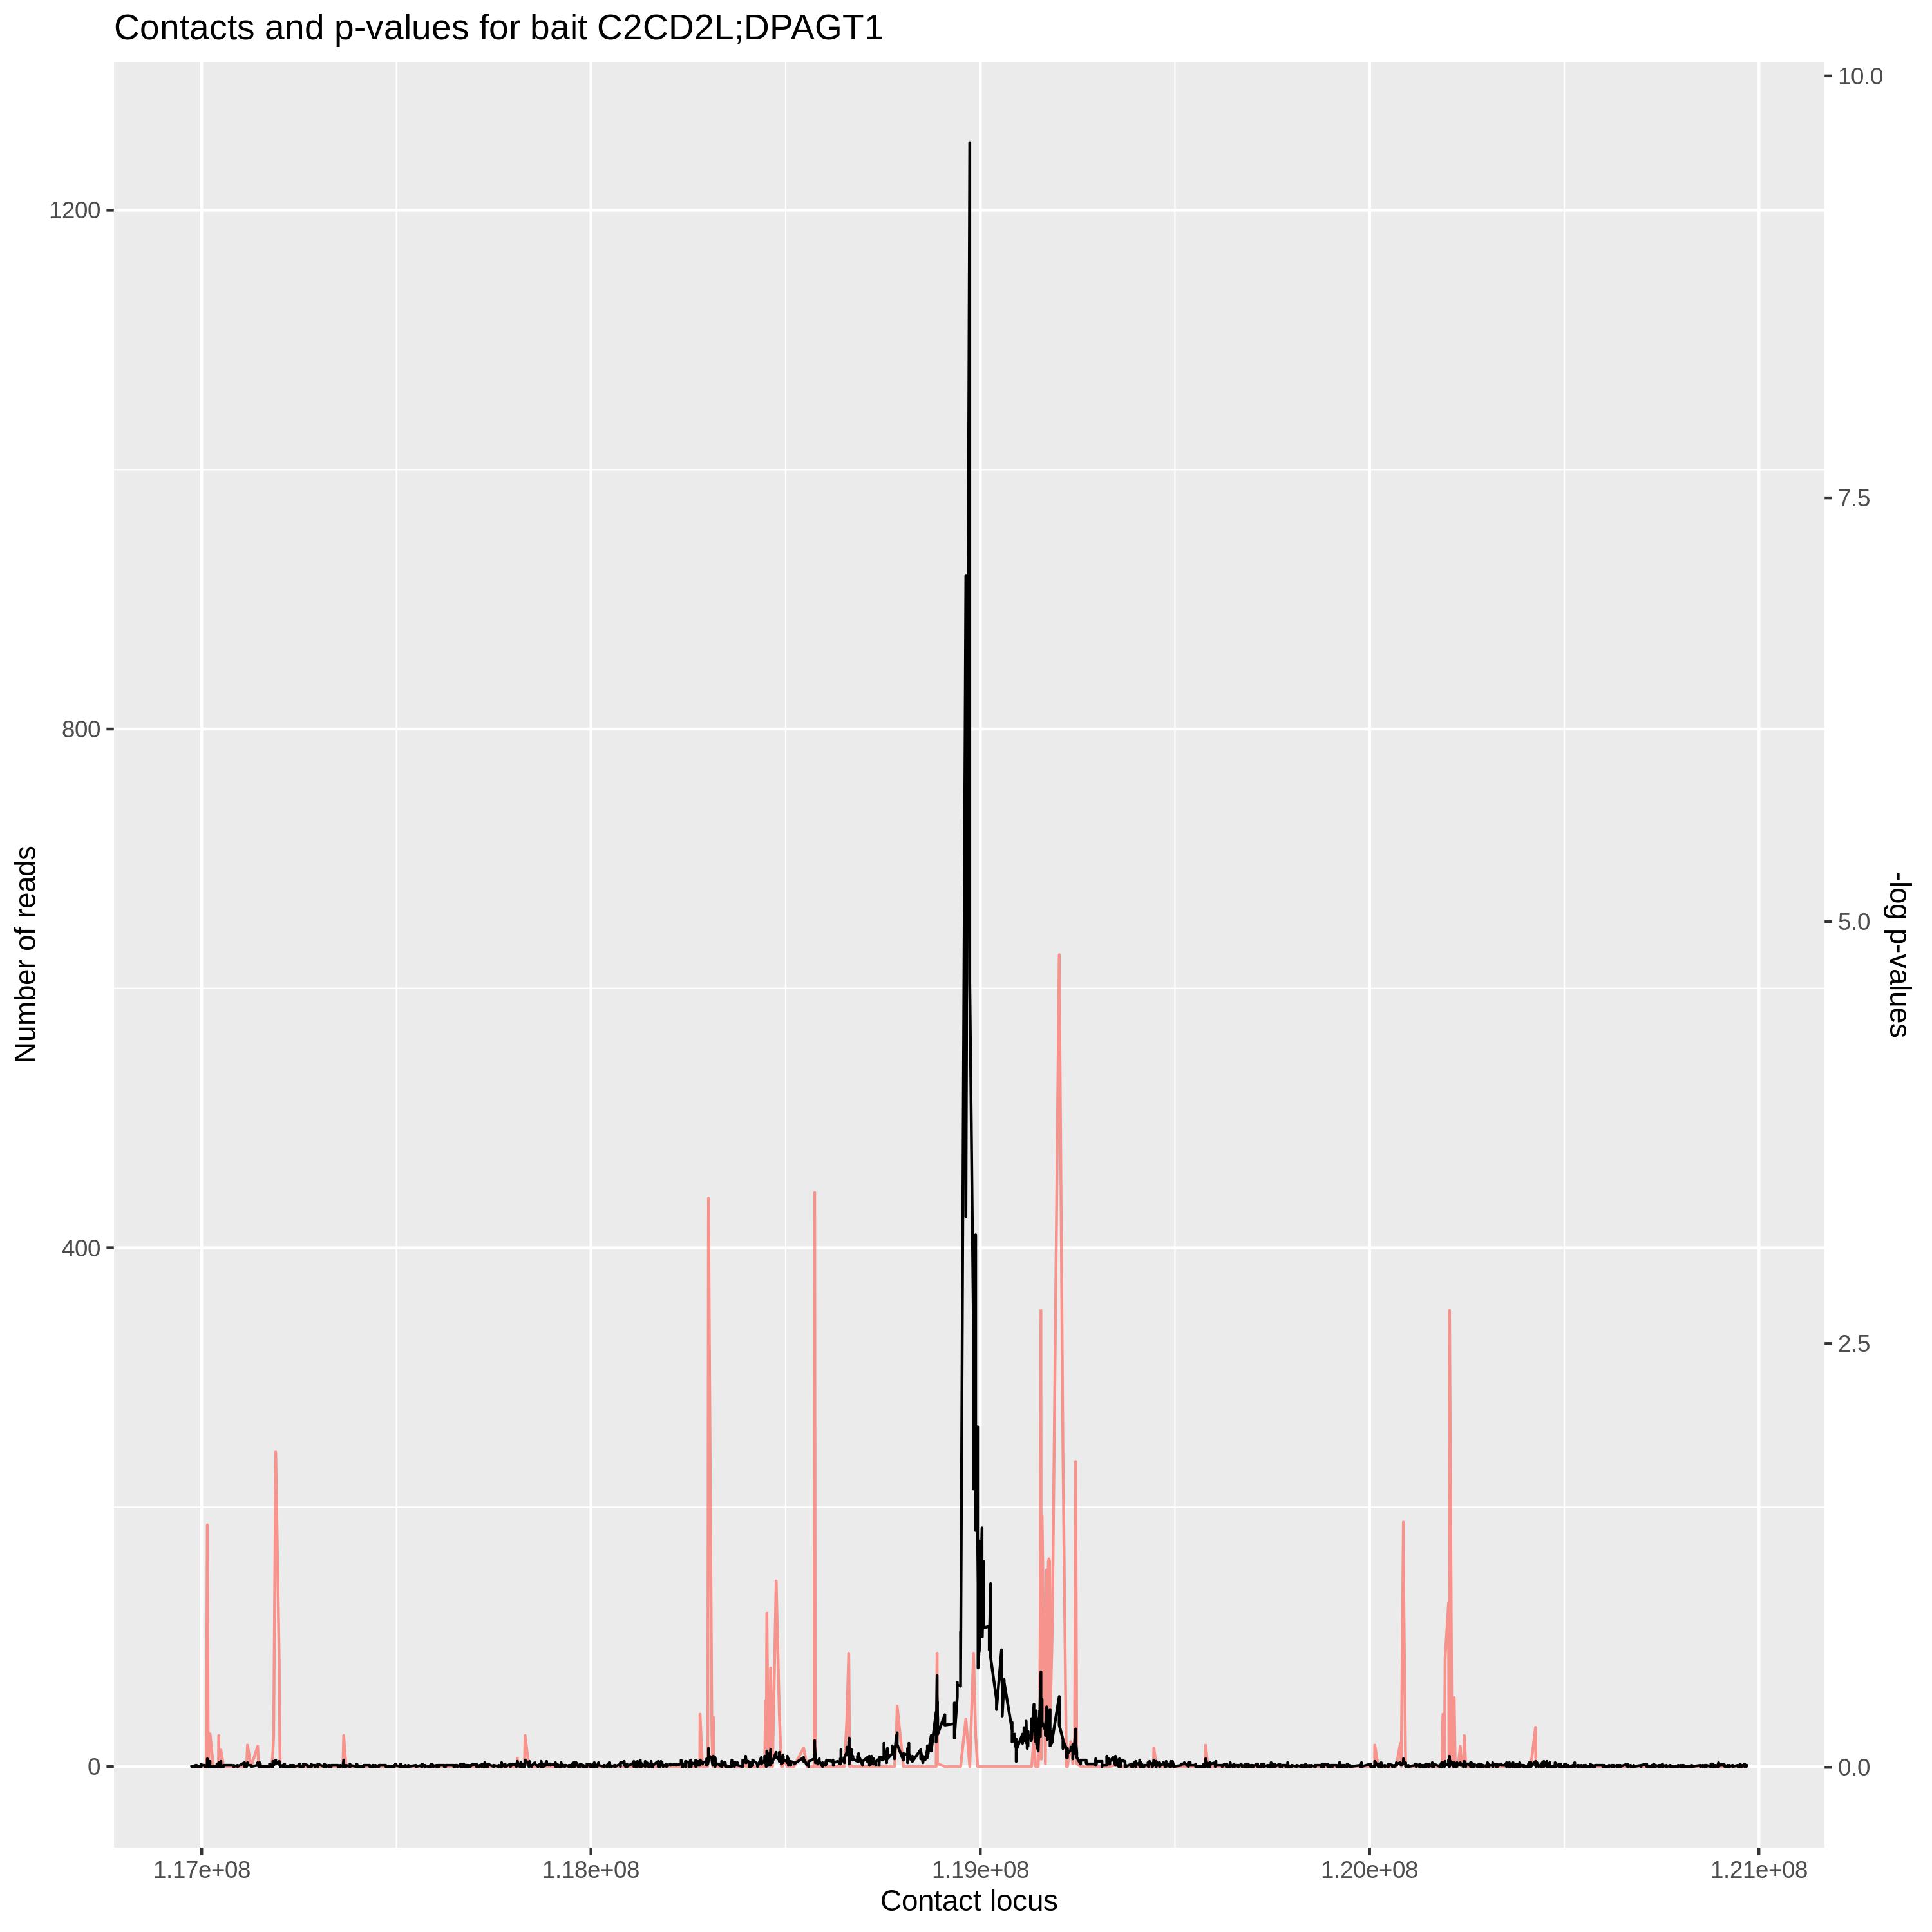 Contacts and p-values for bait C2CD2L;DPAGT1
10.0
1200
7.5
800
5.0
Number of reads
-log p-values
400
2.5
0
0.0
1.17e+08
1.18e+08
1.19e+08
1.20e+08
1.21e+08
Contact locus